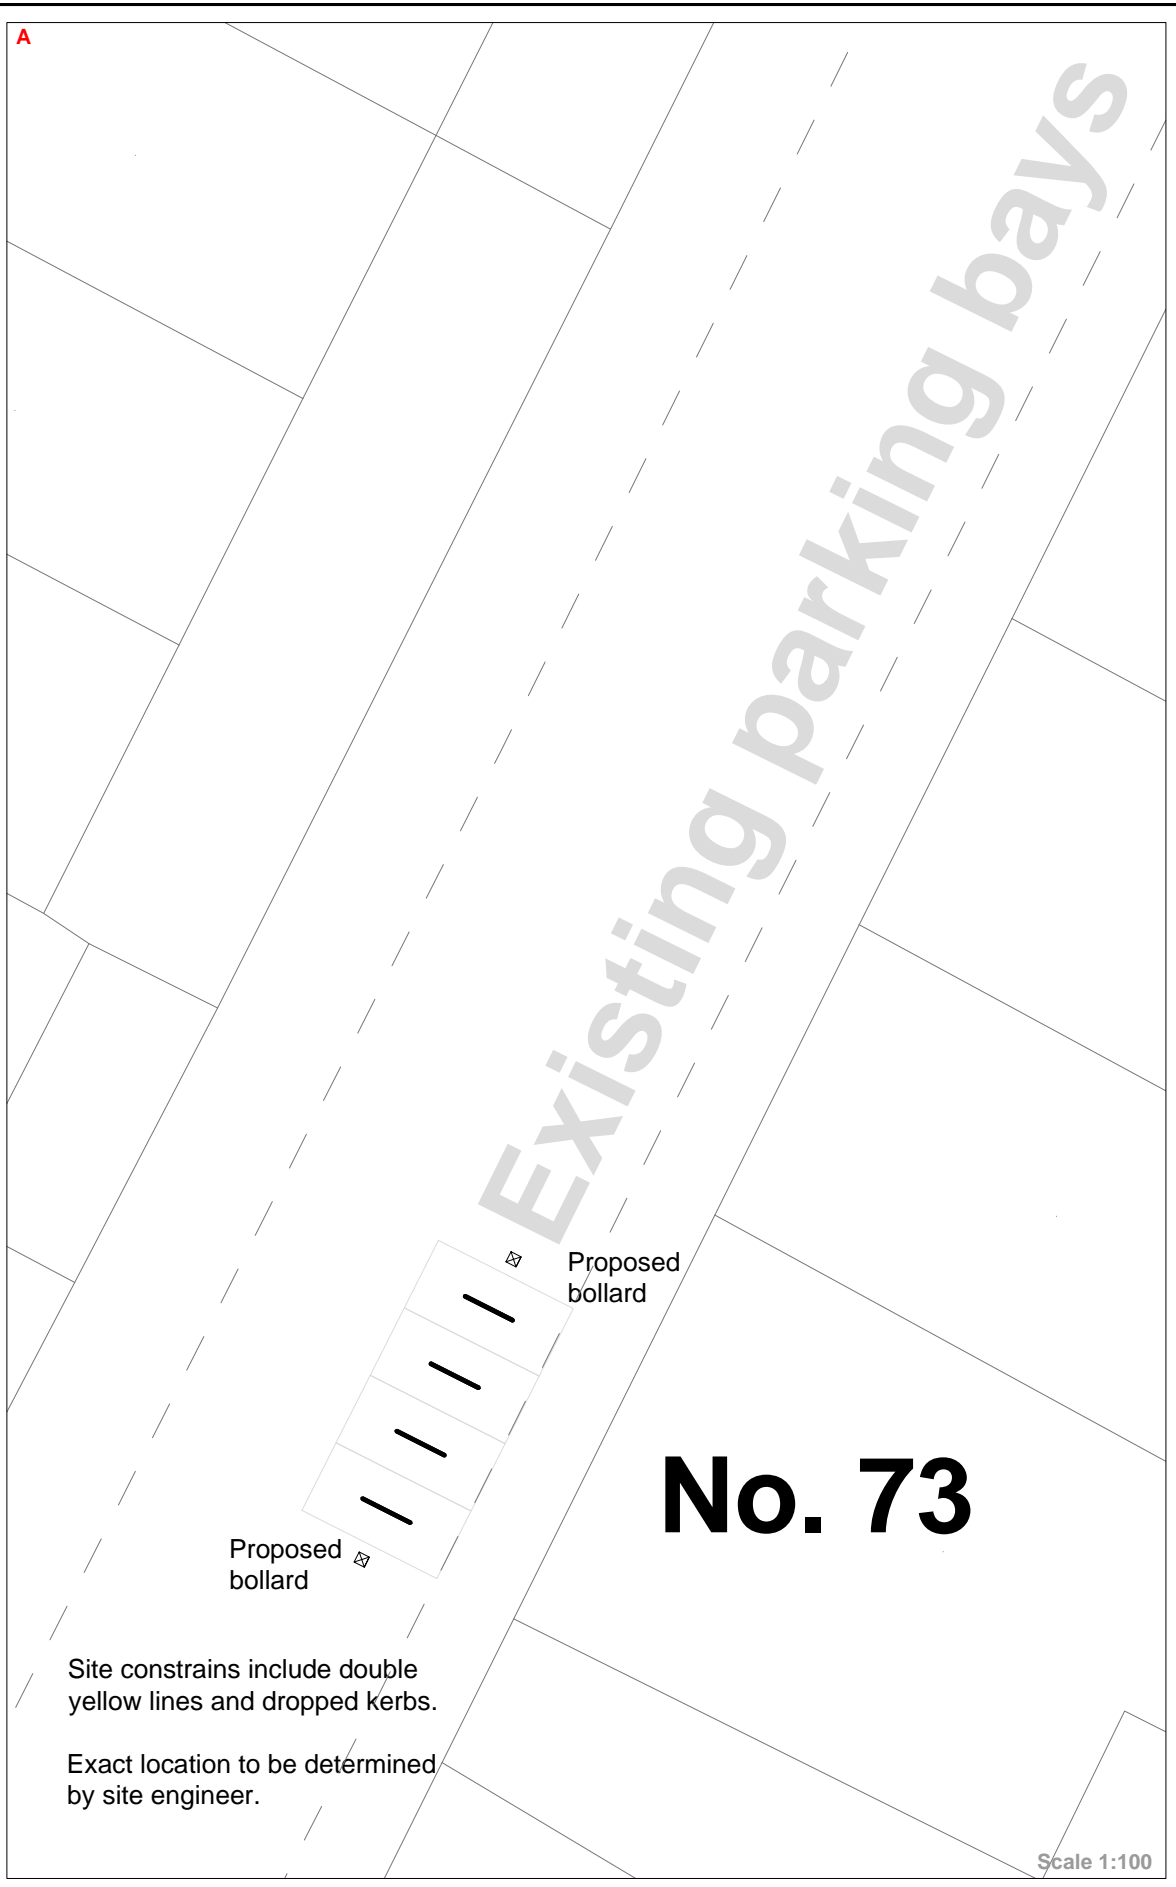 A
Existing parking bays
Proposed
bollard
No. 73
Proposed
bollard
Site constrains include double
yellow lines and dropped kerbs.
Exact location to be determined
by site engineer.
Scale 1:100